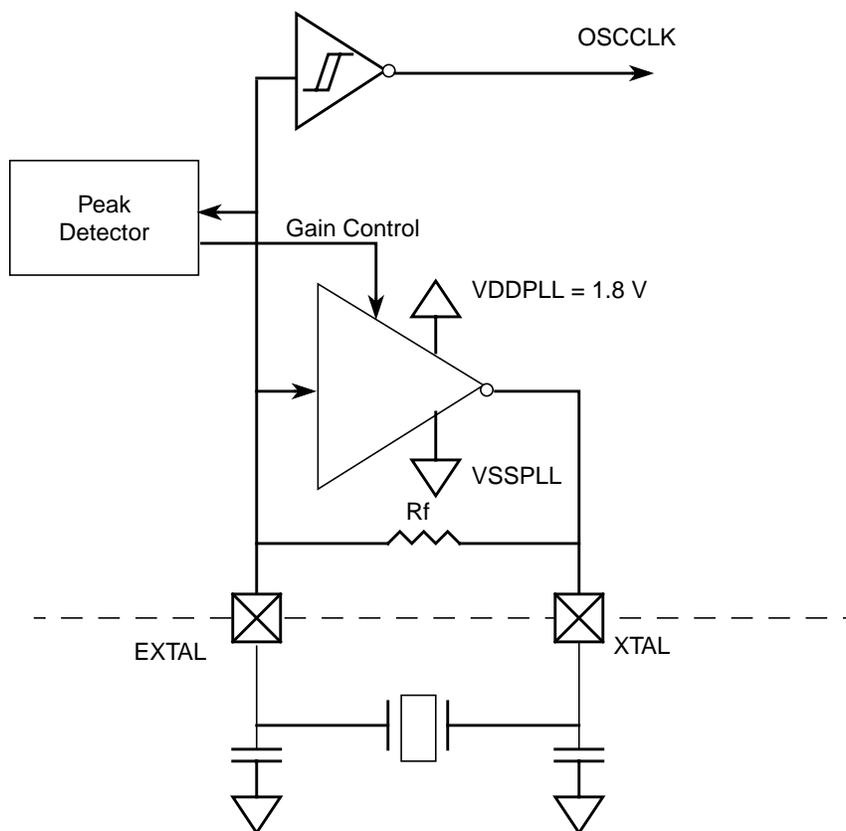 OSCCLK
Peak
Detector
Gain Control
VDDPLL = 1.8 V
VSSPLL
Rf
EXTAL
XTAL